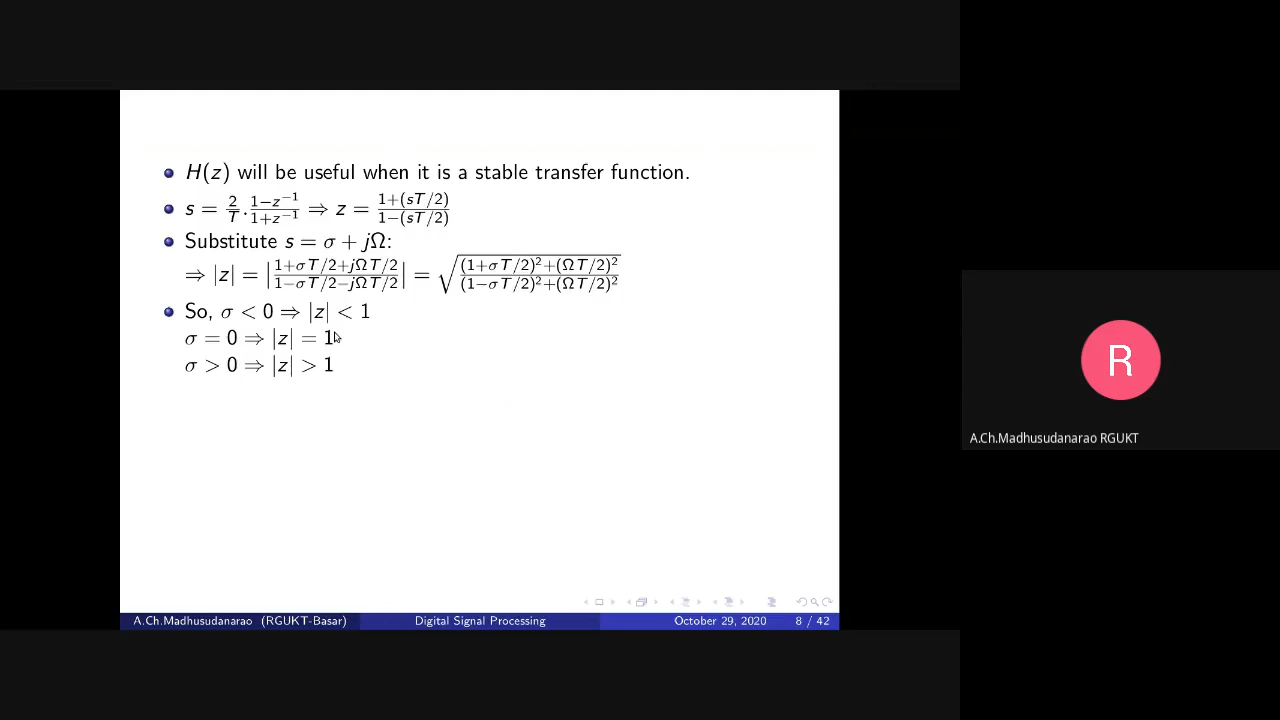 H(z) will be useful when it is a stable transfer function.
s = 2/T . (1−z⁻¹)/(1+z⁻¹) ⇒ z = (1+(sT/2))/(1−(sT/2))
Substitute s = σ + jΩ:
⇒ |z| = |(1+σT/2+jΩT/2)/(1−σT/2−jΩT/2)| = √(((1+σT/2)²+(ΩT/2)²)/((1−σT/2)²+(ΩT/2)²))
So, σ < 0 ⇒ |z| < 1
σ = 0 ⇒ |z| = 1
σ > 0 ⇒ |z| > 1
R
A.Ch.Madhusudanarao RGUKT
A.Ch.Madhusudanarao (RGUKT-Basar) Digital Signal Processing October 29, 2020 8 / 42